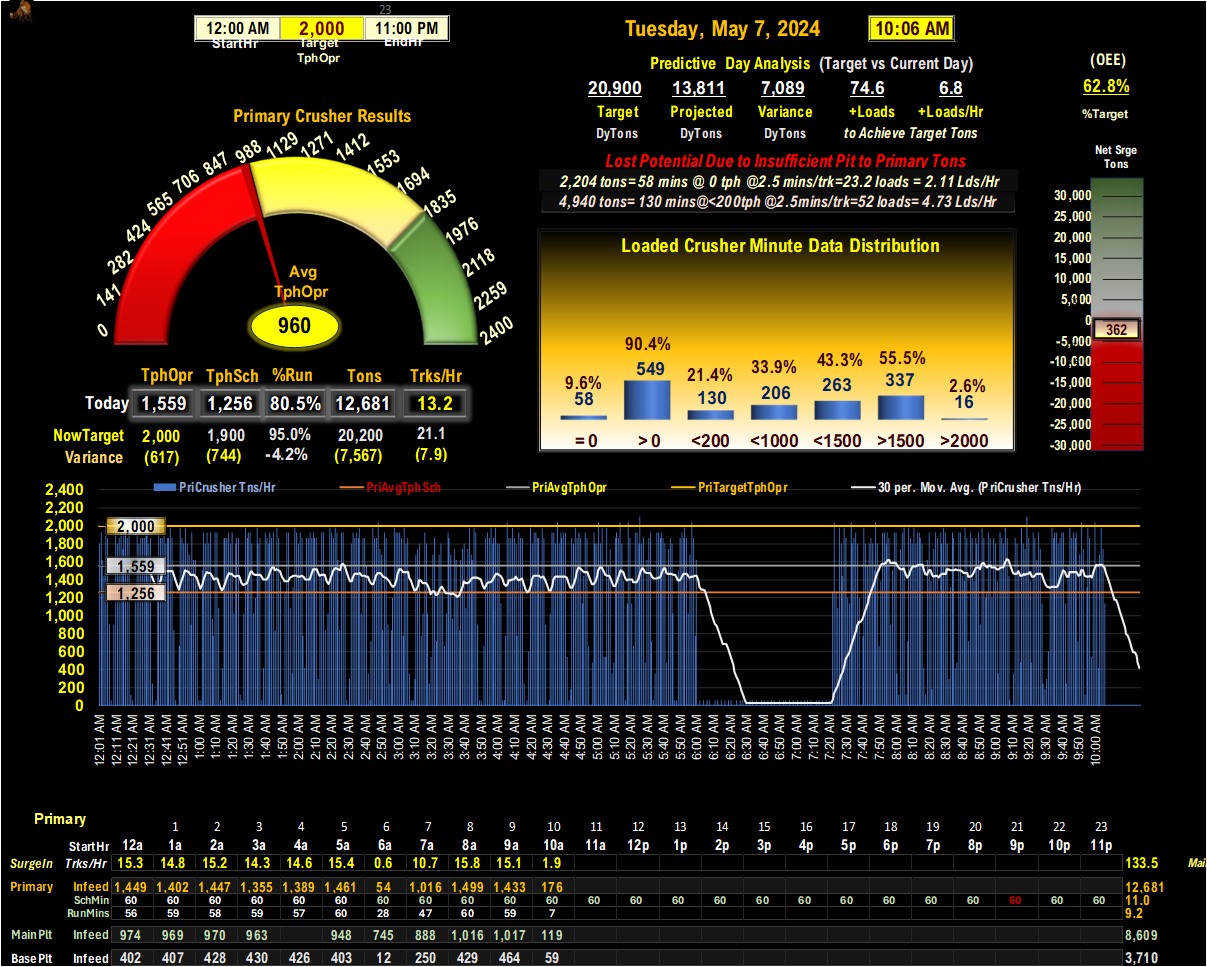 23
12:00 AM 2,000 11:00 PM
StartHr Target TphOpr EndHr
Tuesday, May 7, 2024 10:06 AM
Predictive Day Analysis (Target vs Current Day)
20,900 13,811 7,089 74.6 6.8
Target Projected Variance +Loads +Loads/Hr
DyTons DyTons DyTons to Achieve Target Tons
(OEE)
62.8%
%Target
Lost Potential Due to Insufficient Pit to Primary Tons
2,204 tons=58 mins @ 0 tph @2.5 mins/trk=23.2 loads = 2.11 Lds/Hr
4,940 tons= 130 mins@<200tph @2.5mins/trk=52 loads= 4.73 Lds/Hr
Primary Crusher Results
0 141 282 424 565 706 847 988 1129 1271 1412 1553 1694 1835 1976 2118 2259 2400
Avg
TphOpr
960
TphOpr TphSch %Run Tons Trks/Hr
Today 1,559 1,256 80.5% 12,681 13.2
NowTarget 2,000 1,900 95.0% 20,200 21.1
Variance (617) (744) -4.2% (7,567) (7.9)
Loaded Crusher Minute Data Distribution
9.6% 90.4% 21.4% 33.9% 43.3% 55.5% 2.6%
58 549 130 206 263 337 16
=0 >0 <200 <1000 <1500 >1500 >2000
Net Srge
Tons
30,000
25,000
20,000
15,000
10,000
5,000
0
362
-5,000
-10,000
-15,000
-20,000
-25,000
-30,000
PriCrusher Tns/Hr PriAvgTphSch PriAvgTphOpr PriTargetTphOpr 30 per. Mov. Avg. (PriCrusher Tns/Hr)
2,400
2,200
2,000 2,000
1,800
1,600 1,559
1,400
1,200 1,256
1,000
800
600
400
200
0
12:01 AM 12:11 AM 12:21 AM 12:31 AM 12:41 AM 12:51 AM 1:00 AM 1:10 AM 1:20 AM 1:30 AM 1:40 AM 1:50 AM 2:00 AM 2:10 AM 2:20 AM 2:30 AM 2:40 AM 2:50 AM 3:00 AM 3:10 AM 3:20 AM 3:30 AM 3:40 AM 3:50 AM 4:00 AM 4:10 AM 4:20 AM 4:30 AM 4:40 AM 4:50 AM 5:00 AM 5:10 AM 5:20 AM 5:30 AM 5:40 AM 5:50 AM 6:00 AM 6:10 AM 6:20 AM 6:30 AM 6:40 AM 6:50 AM 7:00 AM 7:10 AM 7:20 AM 7:30 AM 7:40 AM 7:50 AM 8:00 AM 8:10 AM 8:20 AM 8:30 AM 8:40 AM 8:50 AM 9:00 AM 9:10 AM 9:20 AM 9:30 AM 9:40 AM 9:50 AM 10:00 AM
Primary
1 2 3 4 5 6 7 8 9 10 11 12 13 14 15 16 17 18 19 20 21 22 23
StartHr 12a 1a 2a 3a 4a 5a 6a 7a 8a 9a 10a 11a 12p 1p 2p 3p 4p 5p 6p 7p 8p 9p 10p 11p
SurgeIn Trks/Hr 15.3 14.8 15.2 14.3 14.6 15.4 0.6 10.7 15.8 15.1 1.9 133.5
Primary Infeed 1,449 1,402 1,447 1,355 1,389 1,461 54 1,016 1,499 1,433 176 12,681
SchMin 60 60 60 60 60 60 60 60 60 60 60 60 60 60 60 60 60 60 60 60 60 60 60 60 11.0
RunMins 56 59 58 59 57 60 28 47 60 59 7 9.2
MainPlt Infeed 974 969 970 963 948 745 888 1,016 1,017 119 8,609
BasePlt Infeed 402 407 428 430 426 403 12 250 429 464 59 3,710